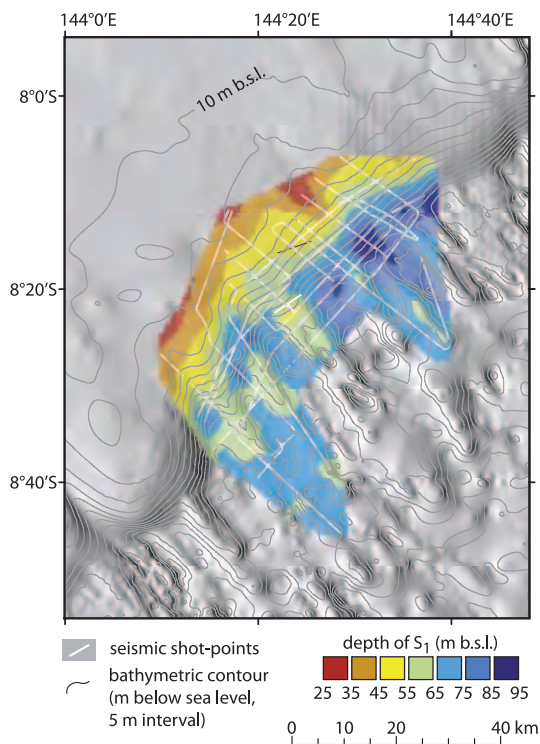 144°0'E 144°20'E 144°40'E
10 m b.s.l.
8°0'S
8°20'S
8°40'S
seismic shot-points
bathymetric contour
(m below sea level,
5 m interval)
depth of S₁ (m b.s.l.)
25 35 45 55 65 75 85 95
0 10 20 40 km